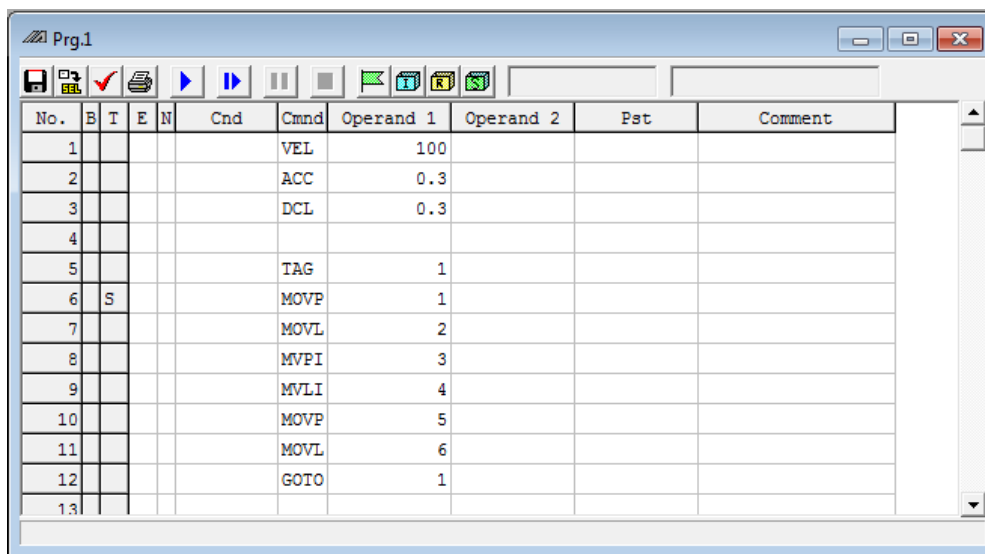 Prg.1
SEL I R S
No. B T E N Cnd Cmnd Operand 1 Operand 2 Pst Comment
1 VEL 100
2 ACC 0.3
3 DCL 0.3
4
5 TAG 1
6 S MOVP 1
7 MOVL 2
8 MVPI 3
9 MVLI 4
10 MOVP 5
11 MOVL 6
12 GOTO 1
13